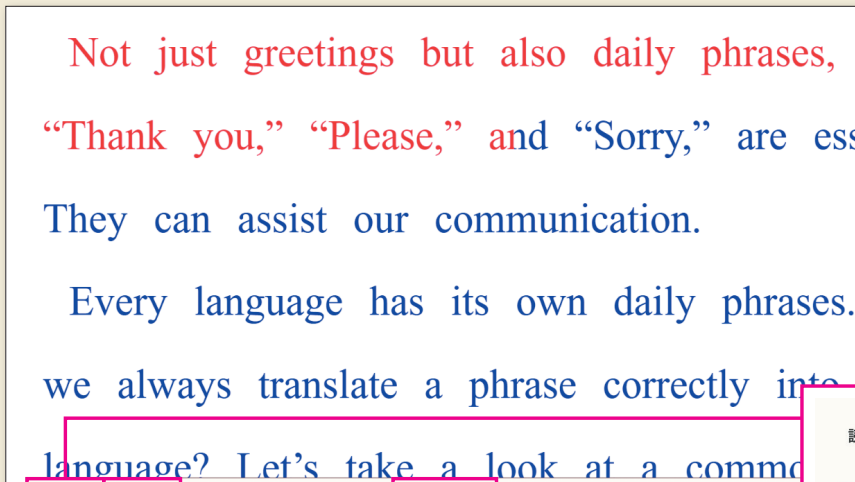 Not just greetings but also daily phrases,
“Thank you,” “Please,” and “Sorry,” are
They can assist our communication.
Every language has its own daily phrases.
we always translate a phrase correctly into
language? Let’s take a look at a